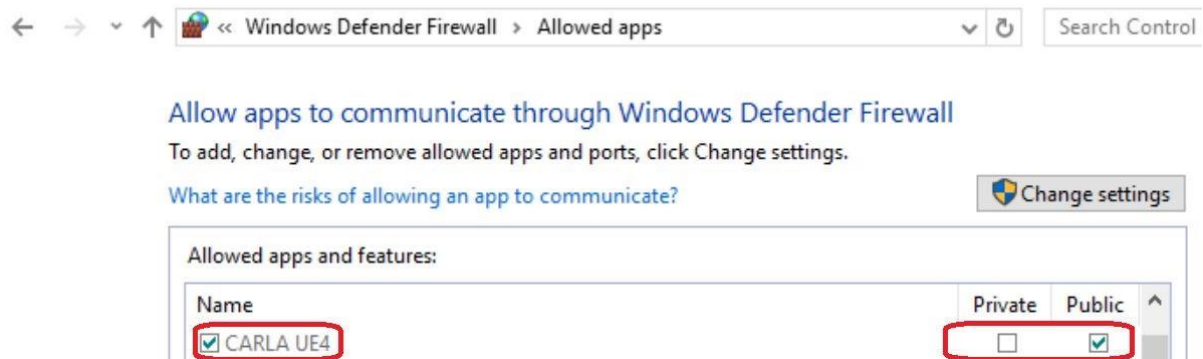 « Windows Defender Firewall > Allowed apps
Search Control
Allow apps to communicate through Windows Defender Firewall
To add, change, or remove allowed apps and ports, click Change settings.
What are the risks of allowing an app to communicate?
Change settings
Allowed apps and features:
Name Private Public
CARLA UE4